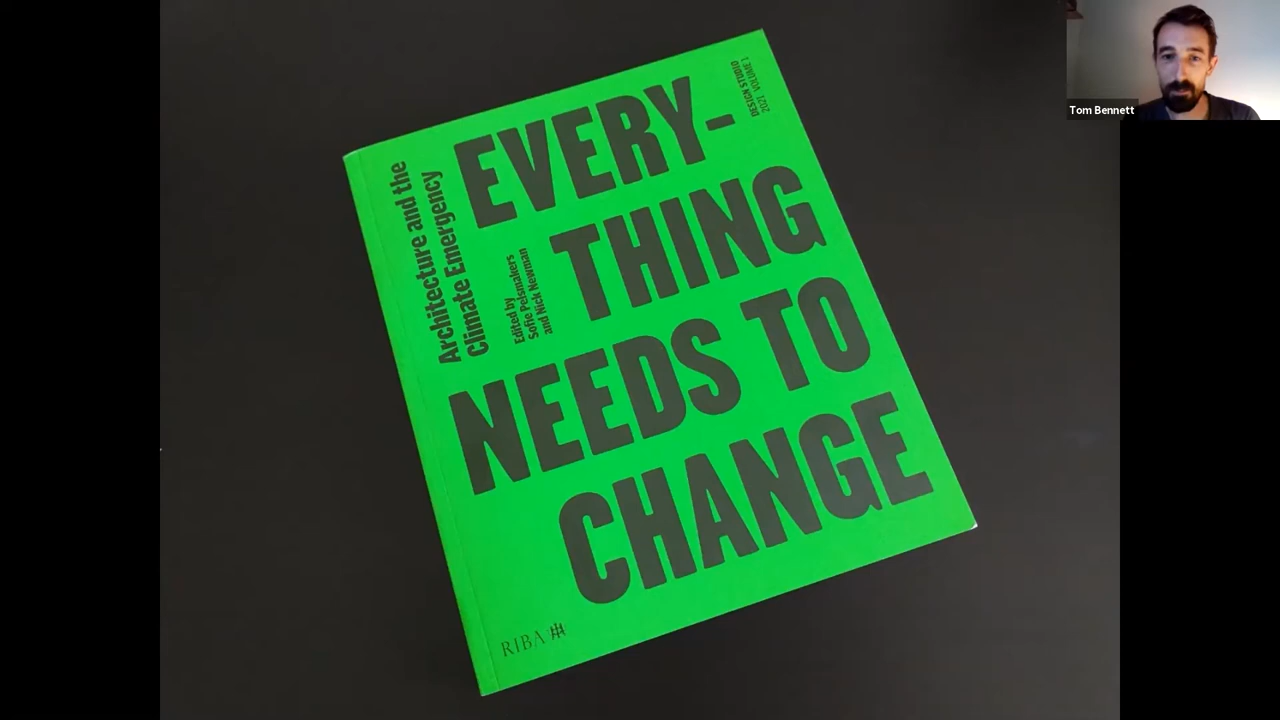 EVERY-
THING
NEEDS TO
CHANGE
Architecture and the
Climate Emergency
Edited by
Sofie Pelsmakers
and Nick Newman
DESIGN STUDIO
2021 VOLUME 1
RIBA
Tom Bennett